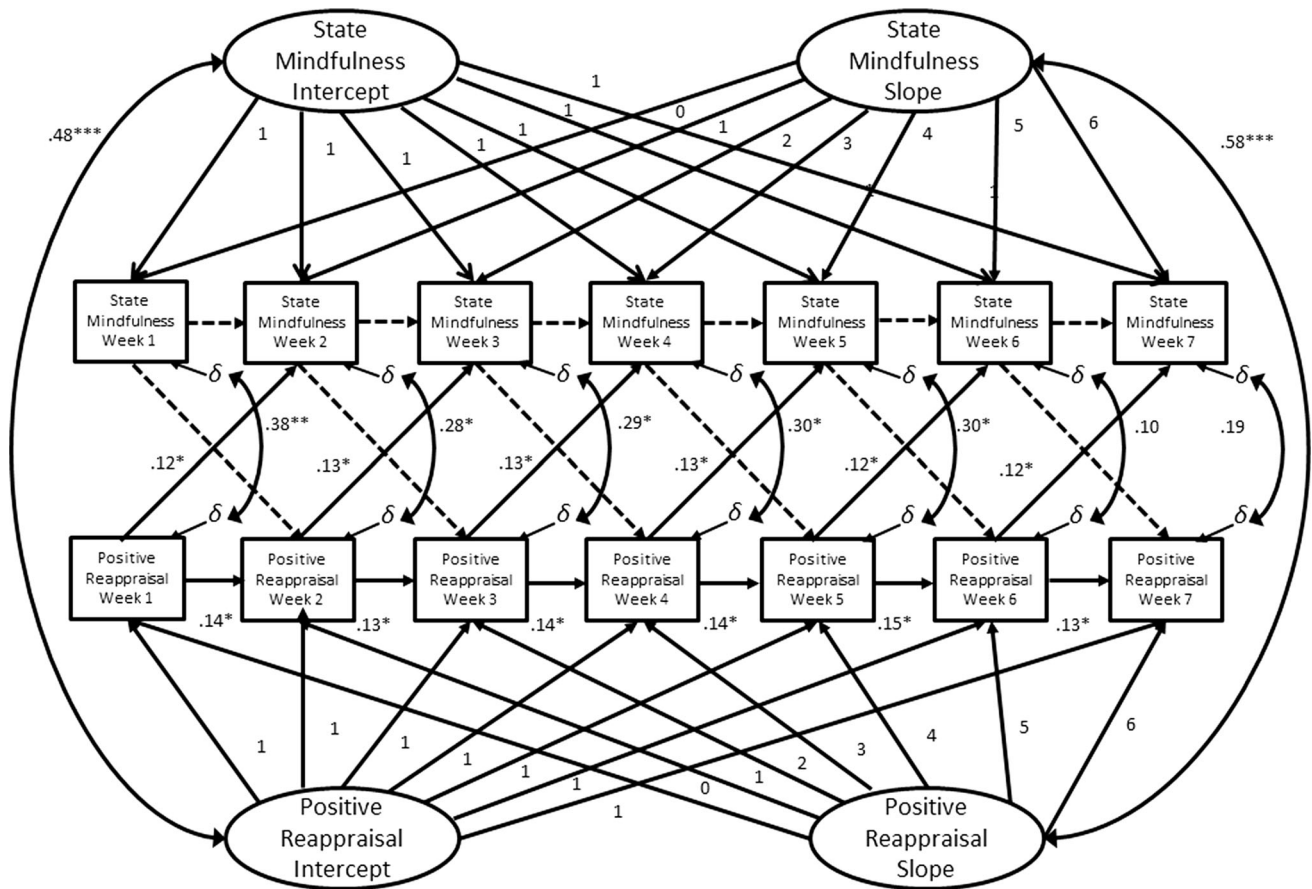 State
Mindfulness
Intercept
State
Mindfulness
Slope
.48***
.58***
1
1
1
1
1
1
1
0
1
2
3
4
5
6
1
1
State
Mindfulness
Week 1
State
Mindfulness
Week 2
State
Mindfulness
Week 3
State
Mindfulness
Week 4
State
Mindfulness
Week 5
State
Mindfulness
Week 6
State
Mindfulness
Week 7
δ δ δ δ δ δ δ
.38** .28* .29* .30* .30* .10 .19
.12* .13* .13* .13* .12* .12*
δ δ δ δ δ δ δ
Positive
Reappraisal
Week 1
Positive
Reappraisal
Week 2
Positive
Reappraisal
Week 3
Positive
Reappraisal
Week 4
Positive
Reappraisal
Week 5
Positive
Reappraisal
Week 6
Positive
Reappraisal
Week 7
.14* .13* .14* .14* .15* .13*
1
1
1
1
1
1
1
0
1
2
3
4
5
6
Positive
Reappraisal
Intercept
Positive
Reappraisal
Slope